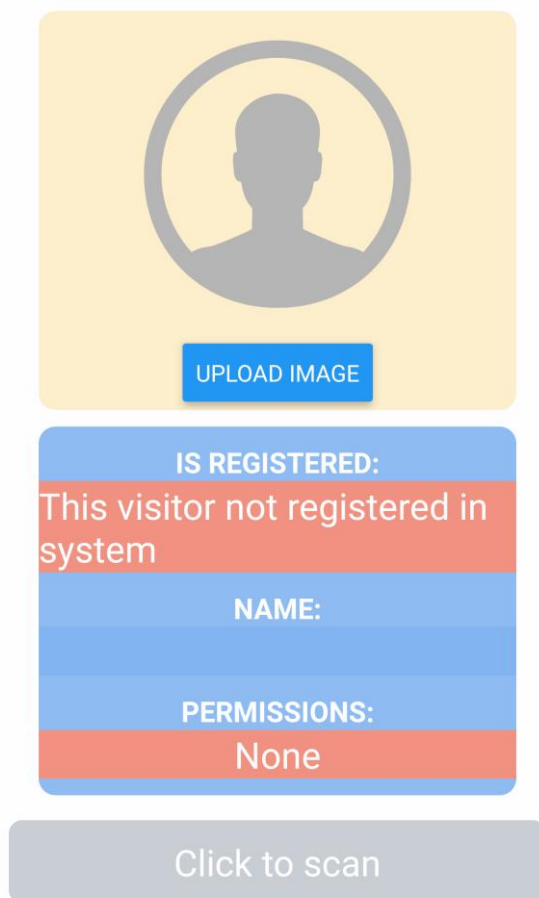 UPLOAD IMAGE
IS REGISTERED:
This visitor not registered in
system
NAME:
PERMISSIONS:
None
Click to scan